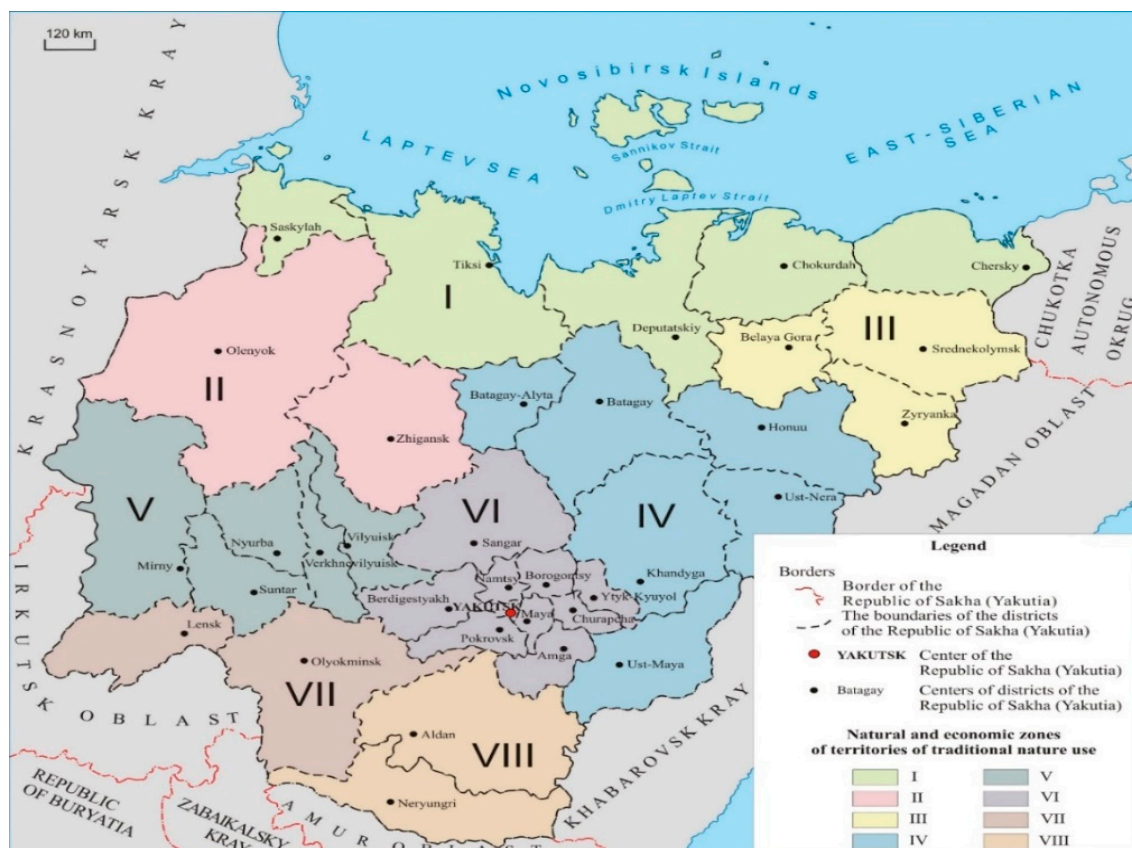 120 km
KRASNOYARSK KRAY
Novosibirsk Islands
LAPTEV SEA
EAST-SIBERIAN
SEA
Sannikov Strait
Dmitry Laptev Strait
Saskylah
Tiksi
I
Chokurdah
Chersky
CHUKOTKA
AUTONOMOUS
OKRUG
Olenyok
II
Deputatskiy
Belaya Gora
III
Srednekolymsk
Batagay-Alyta
Batagay
Zhigansk
Honuu
Zyryanka
MAGADAN OBLAST
V
VI
IV
Ust-Nera
Nyurba
Vilyuisk
Verkhnevilyuisk
Sangar
Mirny
Suntar
Namtsy
Borogontsy
Khandyga
Berdigestyakh
YAKUTSK
Maya
Ytyk-Kyuyol
Churapcha
Lensk
Pokrovsk
Amga
Olyokminsk
Ust-Maya
VII
Aldan
VIII
Neryungri
IRKUTSK OBLAST
REPUBLIC
OF BURYATIA
ZABAIKALSKY
KRAY
AMUR OBLAST
KHABAROVSK KRAY
Legend
Borders
Border of the
Republic of Sakha (Yakutia)
The boundaries of the districts
of the Republic of Sakha (Yakutia)
YAKUTSK Center of the
Republic of Sakha (Yakutia)
Batagay Centers of districts of the
Republic of Sakha (Yakutia)
Natural and economic zones
of territories of traditional nature use
I V
II VI
III VII
IV VIII